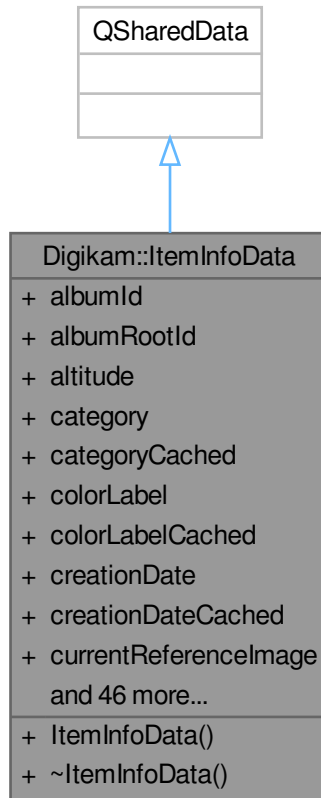 QSharedData
Digikam::ItemInfoData
+ albumId
+ albumRootId
+ altitude
+ category
+ categoryCached
+ colorLabel
+ colorLabelCached
+ creationDate
+ creationDateCached
+ currentReferenceImage
and 46 more...
+ ItemInfoData()
+ ~ItemInfoData()